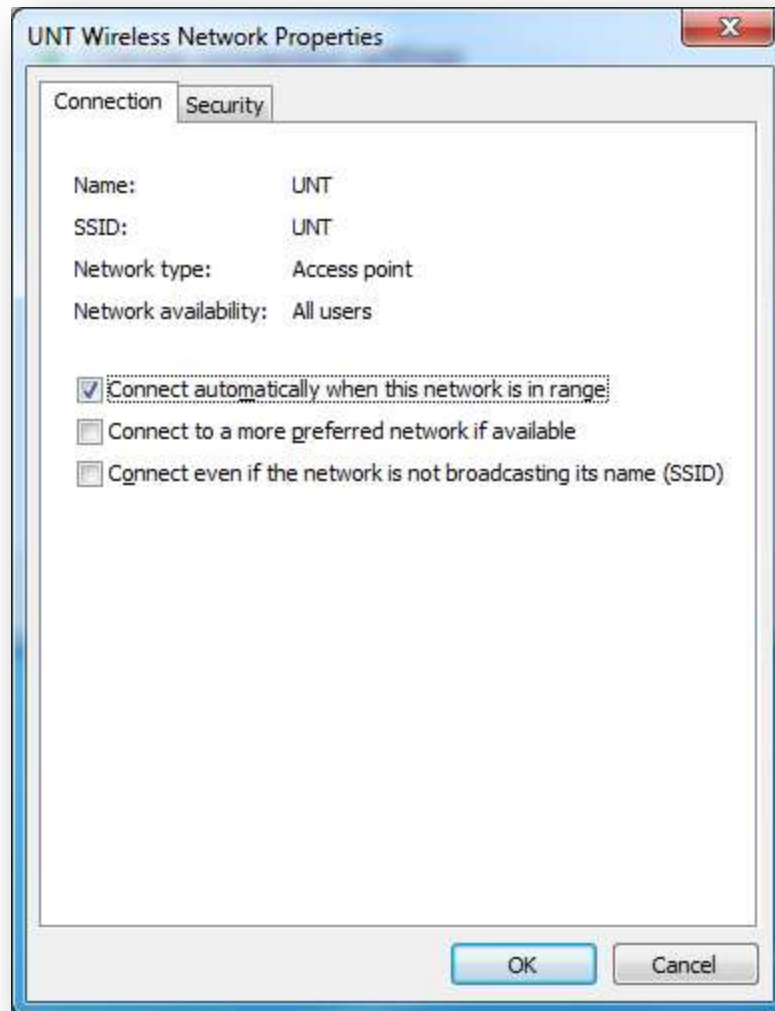 UNT Wireless Network Properties
Connection Security
Name: UNT
SSID: UNT
Network type: Access point
Network availability: All users
Connect automatically when this network is in range
Connect to a more preferred network if available
Connect even if the network is not broadcasting its name (SSID)
OK Cancel